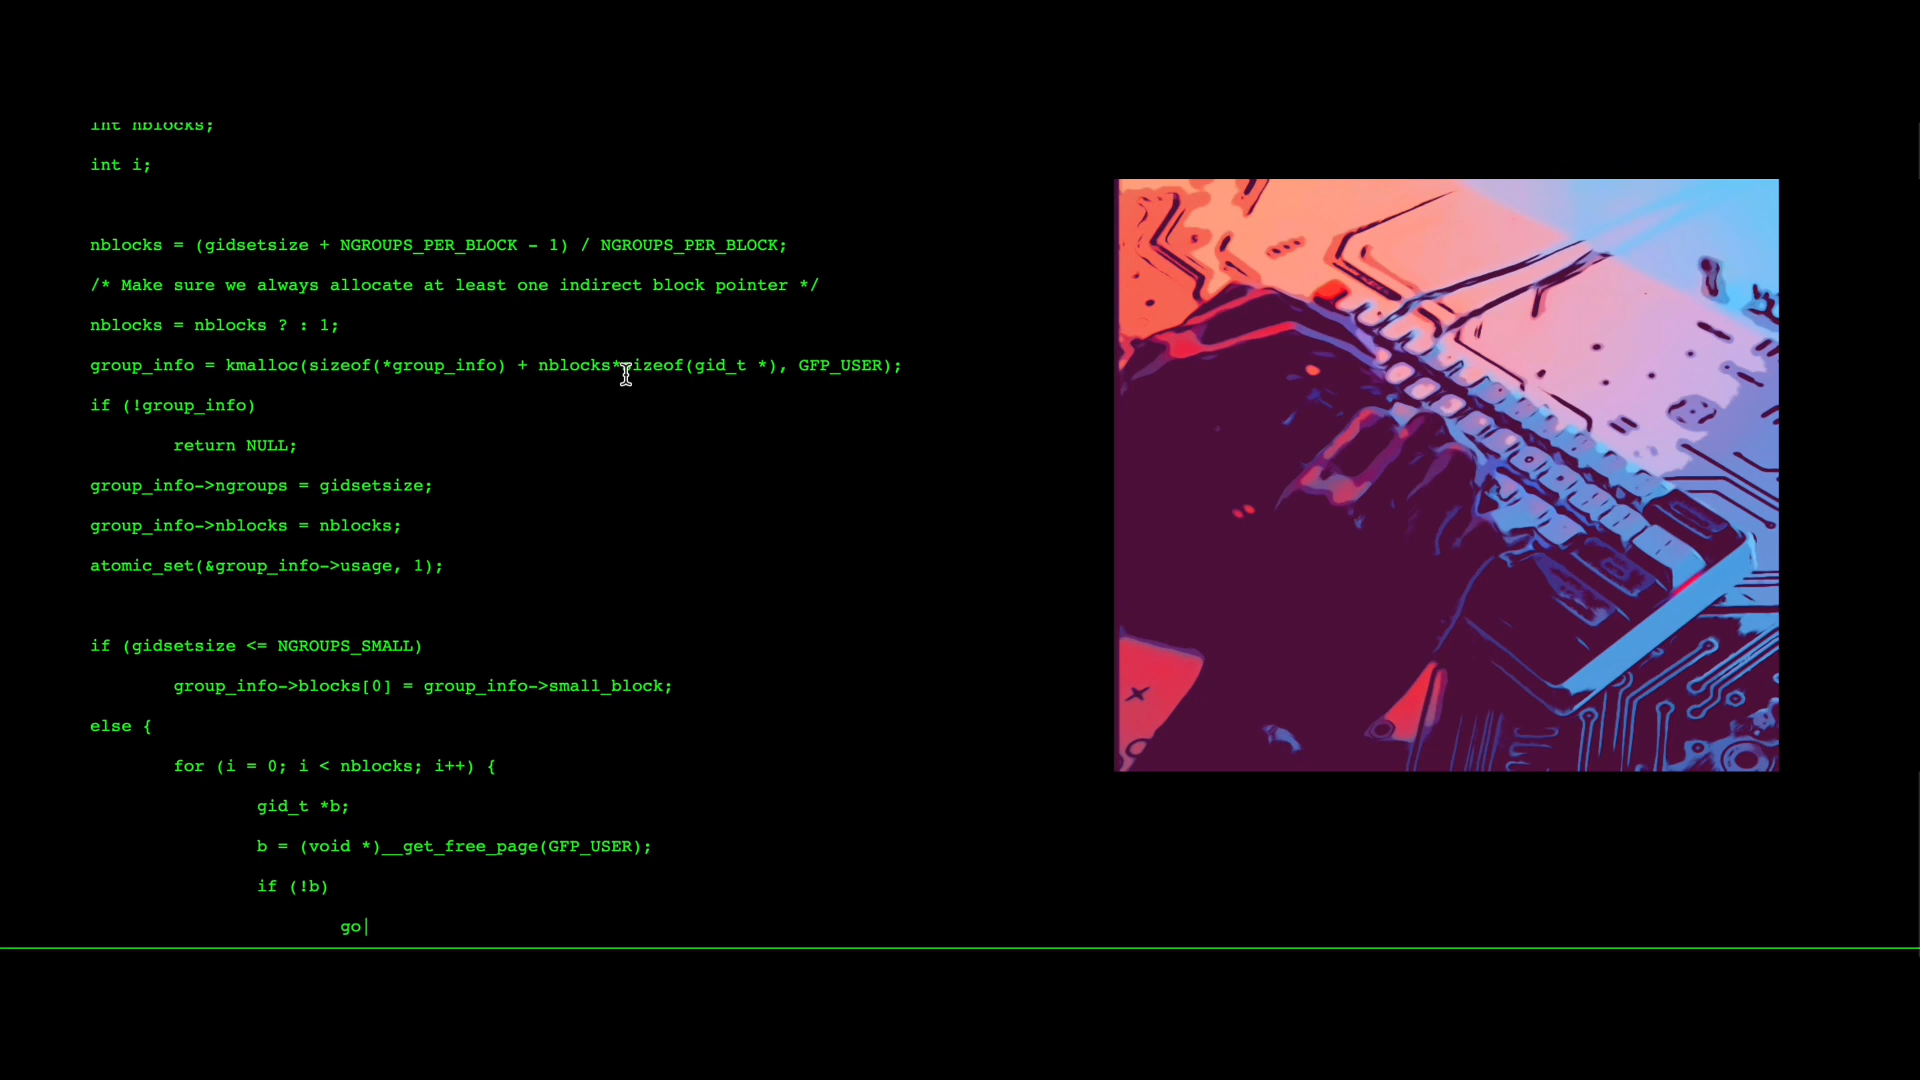 int nblocks;
int i;
nblocks = (gidsetsize + NGROUPS_PER_BLOCK - 1) / NGROUPS_PER_BLOCK;
/* Make sure we always allocate at least one indirect block pointer */
nblocks = nblocks ? : 1;
group_info = kmalloc(sizeof(*group_info) + nblocks*sizeof(gid_t *), GFP_USER);
if (!group_info)
return NULL;
group_info->ngroups = gidsetsize;
group_info->nblocks = nblocks;
atomic_set(&group_info->usage, 1);
if (gidsetsize <= NGROUPS_SMALL)
group_info->blocks[0] = group_info->small_block;
else {
for (i = 0; i < nblocks; i++) {
gid_t *b;
b = (void *)__get_free_page(GFP_USER);
if (!b)
go